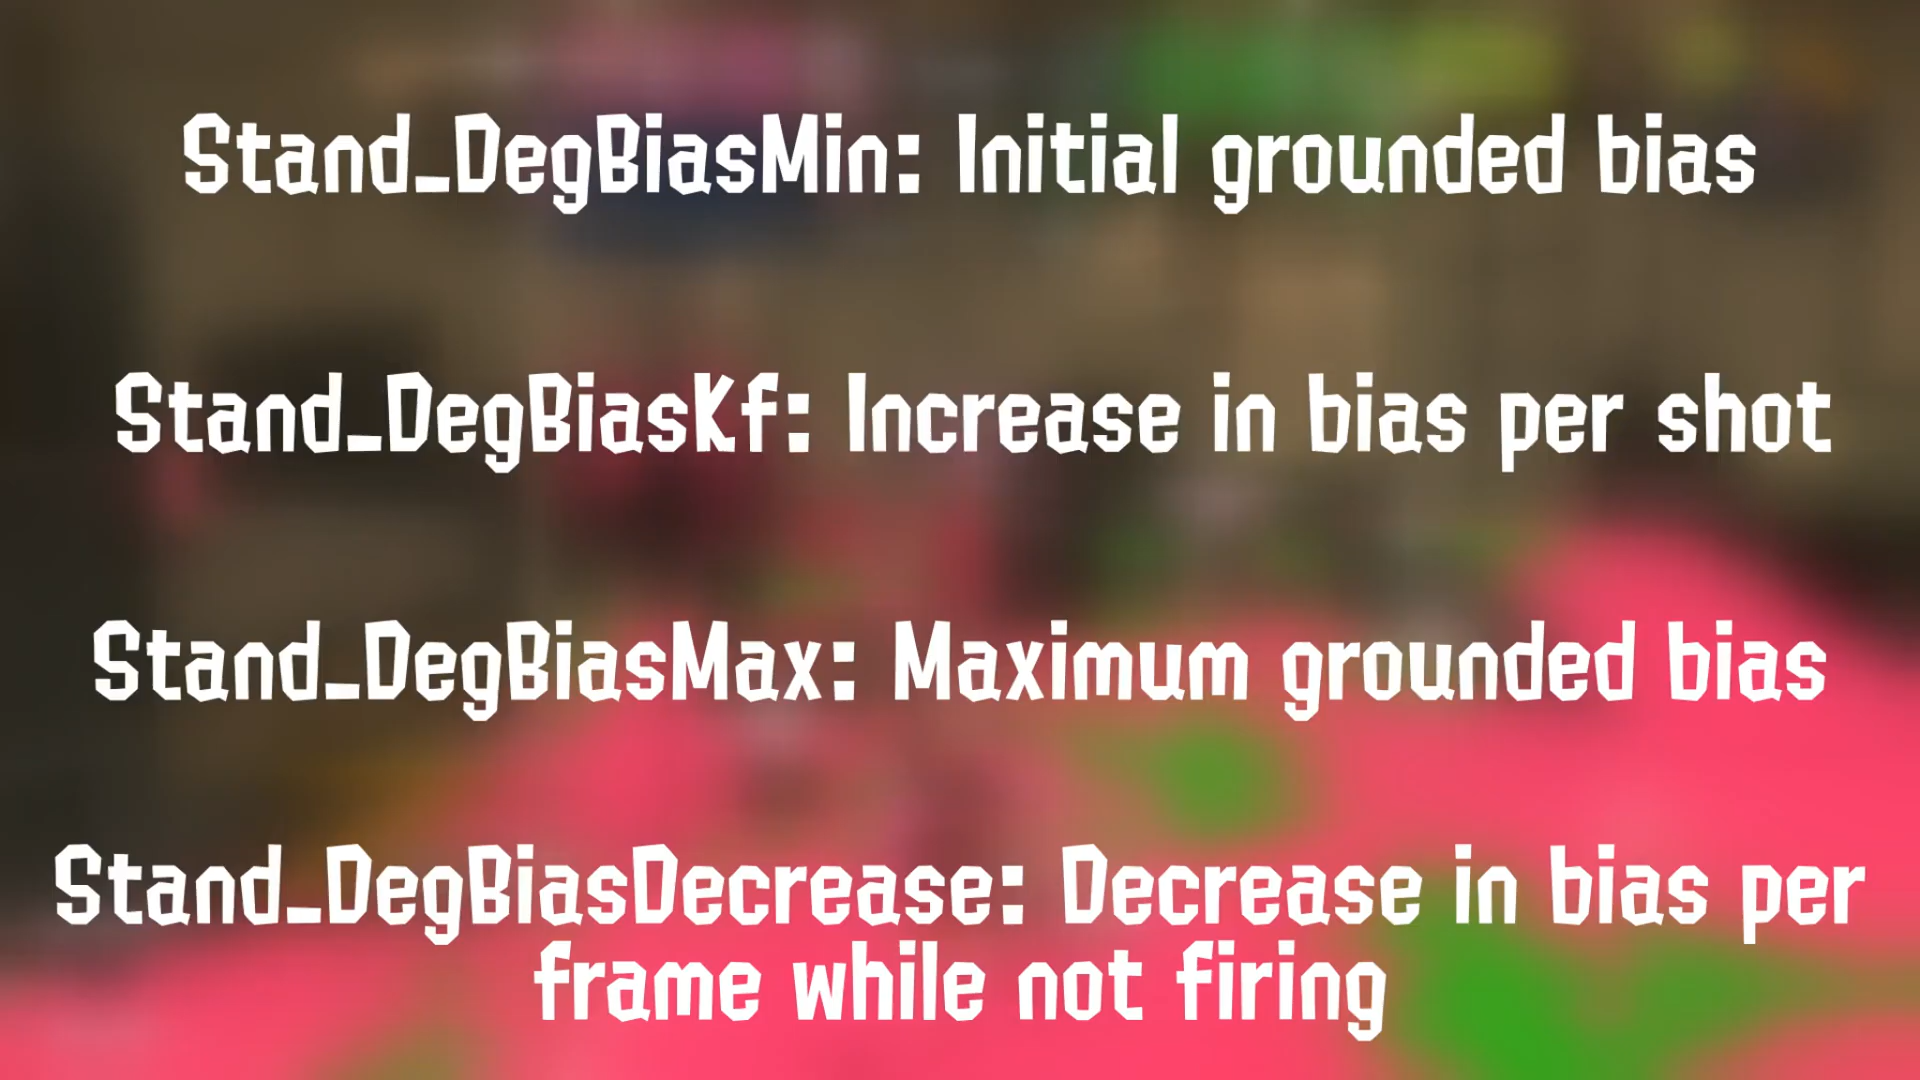 Stand_DegBiasMin: Initial grounded bias
Stand_DegBiasKf: Increase in bias per shot
Stand_DegBiasMax: Maximum grounded bias
Stand_DegBiasDecrease: Decrease in bias per
frame while not firing